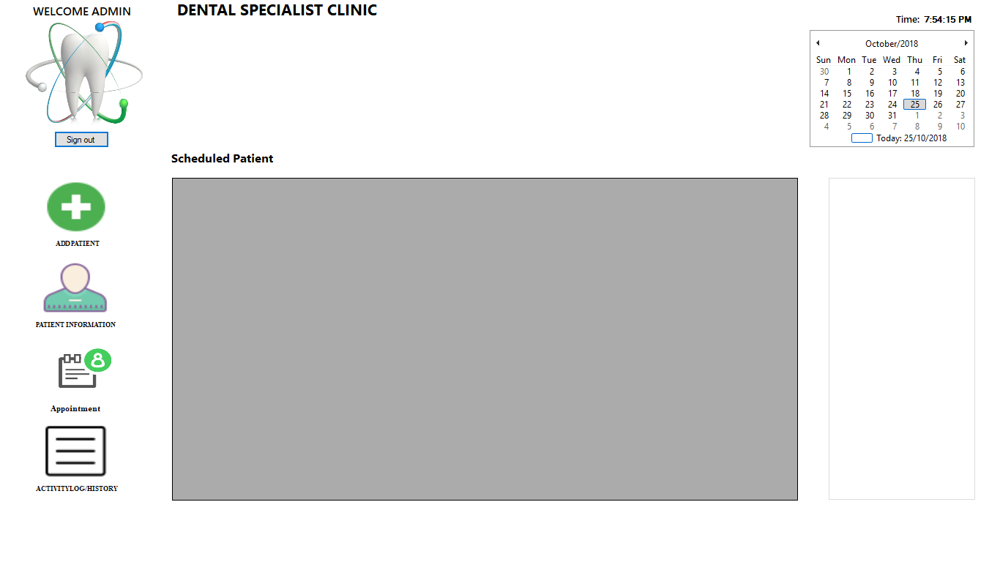 WELCOME ADMIN
DENTAL SPECIALIST CLINIC
Time: 7:54:15 PM
October/2018
Sun Mon Tue Wed Thu Fri Sat
30 1 2 3 4 5 6
7 8 9 10 11 12 13
14 15 16 17 18 19 20
21 22 23 24 25 26 27
28 29 30 31 1 2 3
4 5 6 7 8 9 10
Today: 25/10/2018
Sign out
Scheduled Patient
ADD PATIENT
PATIENT INFORMATION
Appointment
ACTIVITYLOG/HISTORY